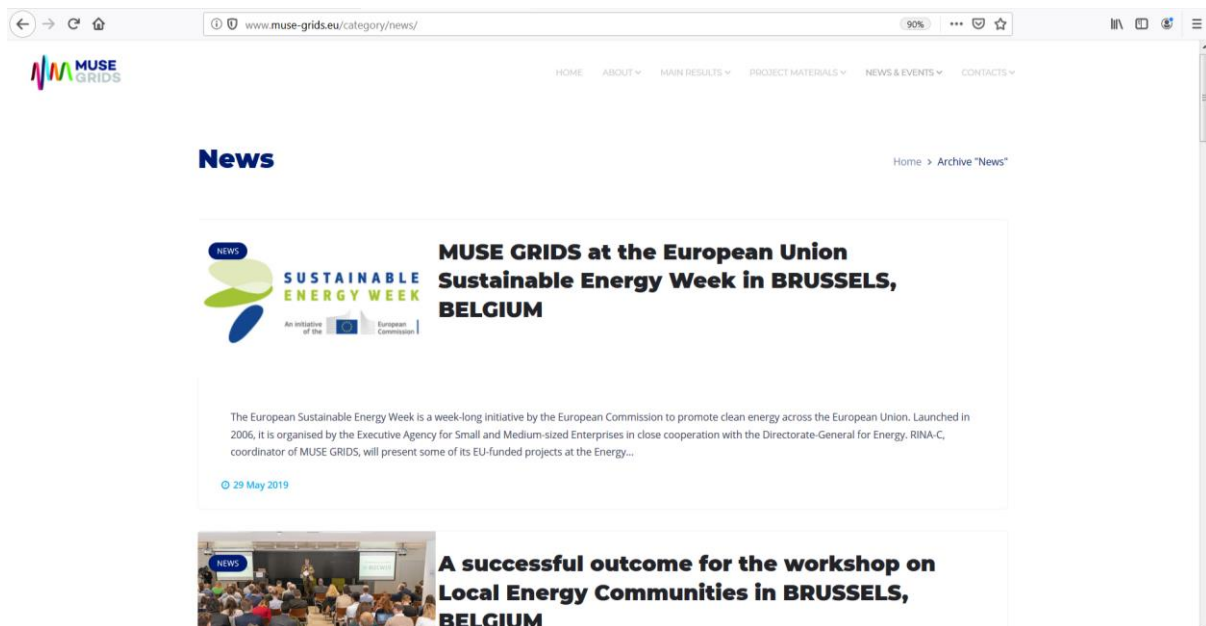 www.muse-grids.eu/category/news/
90%
MUSE
GRIDS
HOME ABOUT MAIN RESULTS PROJECT MATERIALS NEWS & EVENTS CONTACTS
News
Home > Archive "News"
NEWS
SUSTAINABLE
ENERGY WEEK
An initiative
of the
European
Commission
MUSE GRIDS at the European Union
Sustainable Energy Week in BRUSSELS,
BELGIUM
The European Sustainable Energy Week is a week-long initiative by the European Commission to promote clean energy across the European Union. Launched in
2006, it is organised by the Executive Agency for Small and Medium-sized Enterprises in close cooperation with the Directorate-General for Energy. RINA-C,
coordinator of MUSE GRIDS, will present some of its EU-funded projects at the Energy...
29 May 2019
NEWS
A successful outcome for the workshop on
Local Energy Communities in BRUSSELS,
BELGIUM